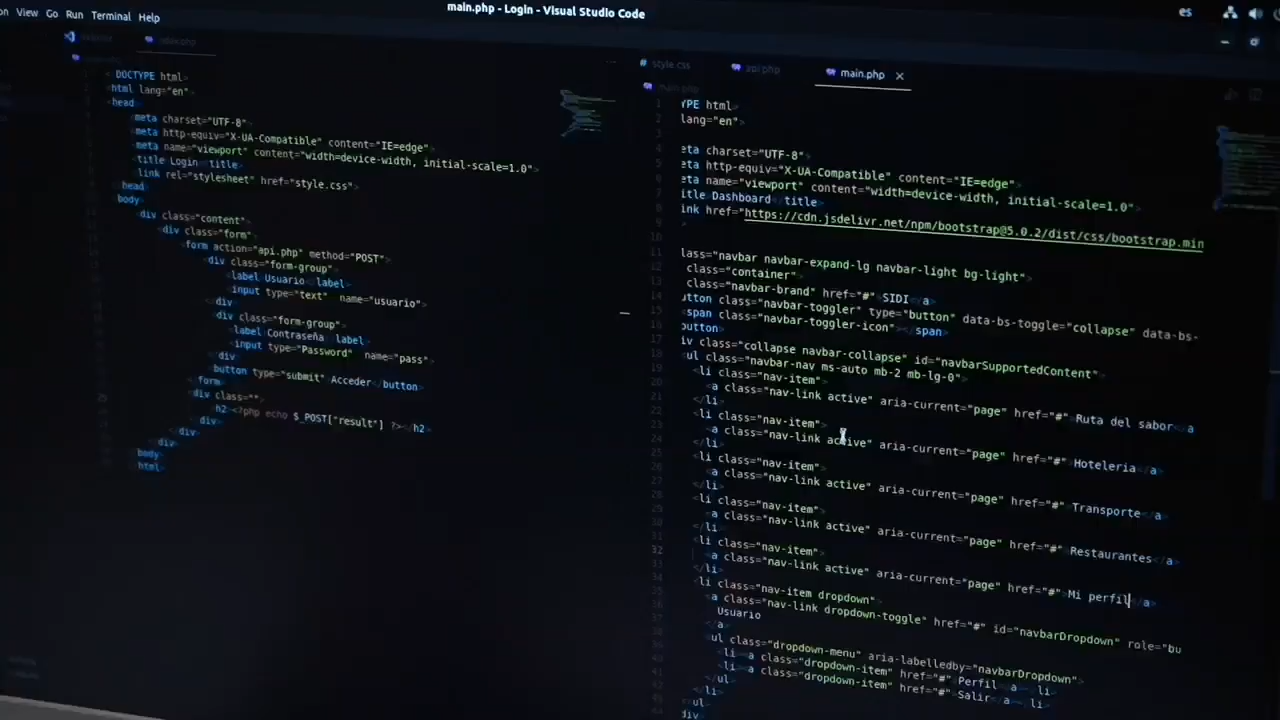 View Go Run Terminal Help
main.php - Login - Visual Studio Code
es
index.php
< DOCTYPE html>
<html lang="en">
<head>
<meta charset="UTF-8">
<meta http-equiv="X-UA-Compatible" content="IE=edge">
<meta name="viewport" content="width=device-width, initial-scale=1.0">
<title>Login</title>
<link rel="stylesheet" href="style.css">
</head>
<body>
<div class="content">
<div class="form">
<form action="api.php" method="POST">
<div class="form-group">
<label>Usuario</label>
<input type="text" name="usuario">
</div>
<div class="form-group">
<label>Contraseña</label>
<input type="Password" name="pass">
</div>
<button type="submit">Acceder</button>
</form>
<div class="">
<h2><?php echo $_POST["result"] ?></h2>
</div>
</div>
</div>
</body>
</html>
style.css api.php main.php
main.php
YPE html>
lang="en">
eta charset="UTF-8">
eta http-equiv="X-UA-Compatible" content="IE=edge">
eta name="viewport" content="width=device-width, initial-scale=1.0">
itle>Dashboard</title>
ink href="https://cdn.jsdelivr.net/npm/bootstrap@5.0.2/dist/css/bootstrap.min
lass="navbar navbar-expand-lg navbar-light bg-light">
class="container">
class="navbar-brand" href="#">SIDI</a>
utton class="navbar-toggler" type="button" data-bs-toggle="collapse" data-bs-
<span class="navbar-toggler-icon"></span>
button>
iv class="collapse navbar-collapse" id="navbarSupportedContent">
<ul class="navbar-nav ms-auto mb-2 mb-lg-0">
<li class="nav-item">
<a class="nav-link active" aria-current="page" href="#">Ruta del sabor</a
</li>
<li class="nav-item">
<a class="nav-link active" aria-current="page" href="#">Hoteleria</a>
</li>
<li class="nav-item">
<a class="nav-link active" aria-current="page" href="#">Transporte</a>
</li>
<li class="nav-item">
<a class="nav-link active" aria-current="page" href="#">Restaurantes</a>
</li>
<li class="nav-item">
<a class="nav-link active" aria-current="page" href="#">Mi perfil</a>
</li>
<li class="nav-item dropdown">
<a class="nav-link dropdown-toggle" href="#" id="navbarDropdown" role="bu
Usuario
</a>
<ul class="dropdown-menu" aria-labelledby="navbarDropdown">
<li><a class="dropdown-item" href="#">Perfil</a></li>
<li><a class="dropdown-item" href="#">Salir</a></li>
</ul>
</li>
</ul>
div>